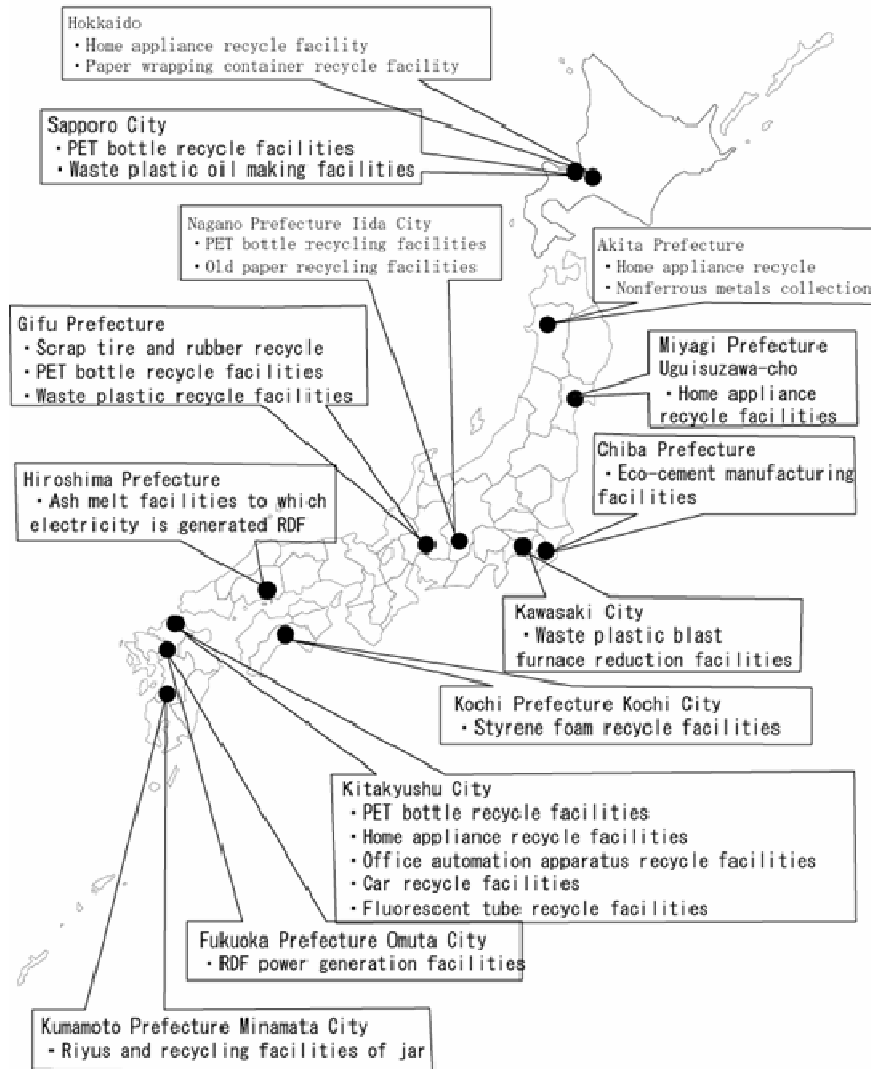 Hokkaido
・Home appliance recycle facility
・Paper wrapping container recycle facility
Sapporo City
・PET bottle recycle facilities
・Waste plastic oil making facilities
Nagano Prefecture Iida City
・PET bottle recycling facilities
・Old paper recycling facilities
Akita Prefecture
・Home appliance recycle
・Nonferrous metals collection
Gifu Prefecture
・Scrap tire and rubber recycle
・PET bottle recycle facilities
・Waste plastic recycle facilities
Miyagi Prefecture
Uguisuzawa-cho
・Home appliance
recycle facilities
Chiba Prefecture
・Eco-cement manufacturing
facilities
Hiroshima Prefecture
・Ash melt facilities to which
electricity is generated RDF
Kawasaki City
・Waste plastic blast
furnace reduction facilities
Kochi Prefecture Kochi City
・Styrene foam recycle facilities
Kitakyushu City
・PET bottle recycle facilities
・Home appliance recycle facilities
・Office automation apparatus recycle facilities
・Car recycle facilities
・Fluorescent tube recycle facilities
Fukuoka Prefecture Omuta City
・RDF power generation facilities
Kumamoto Prefecture Minamata City
・Riyus and recycling facilities of jar